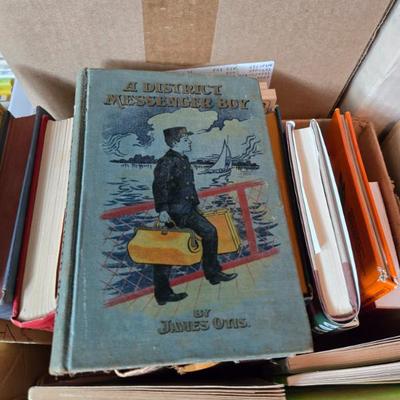 A DISTRICT
MESSENGER BOY
BY
JAMES OTIS.